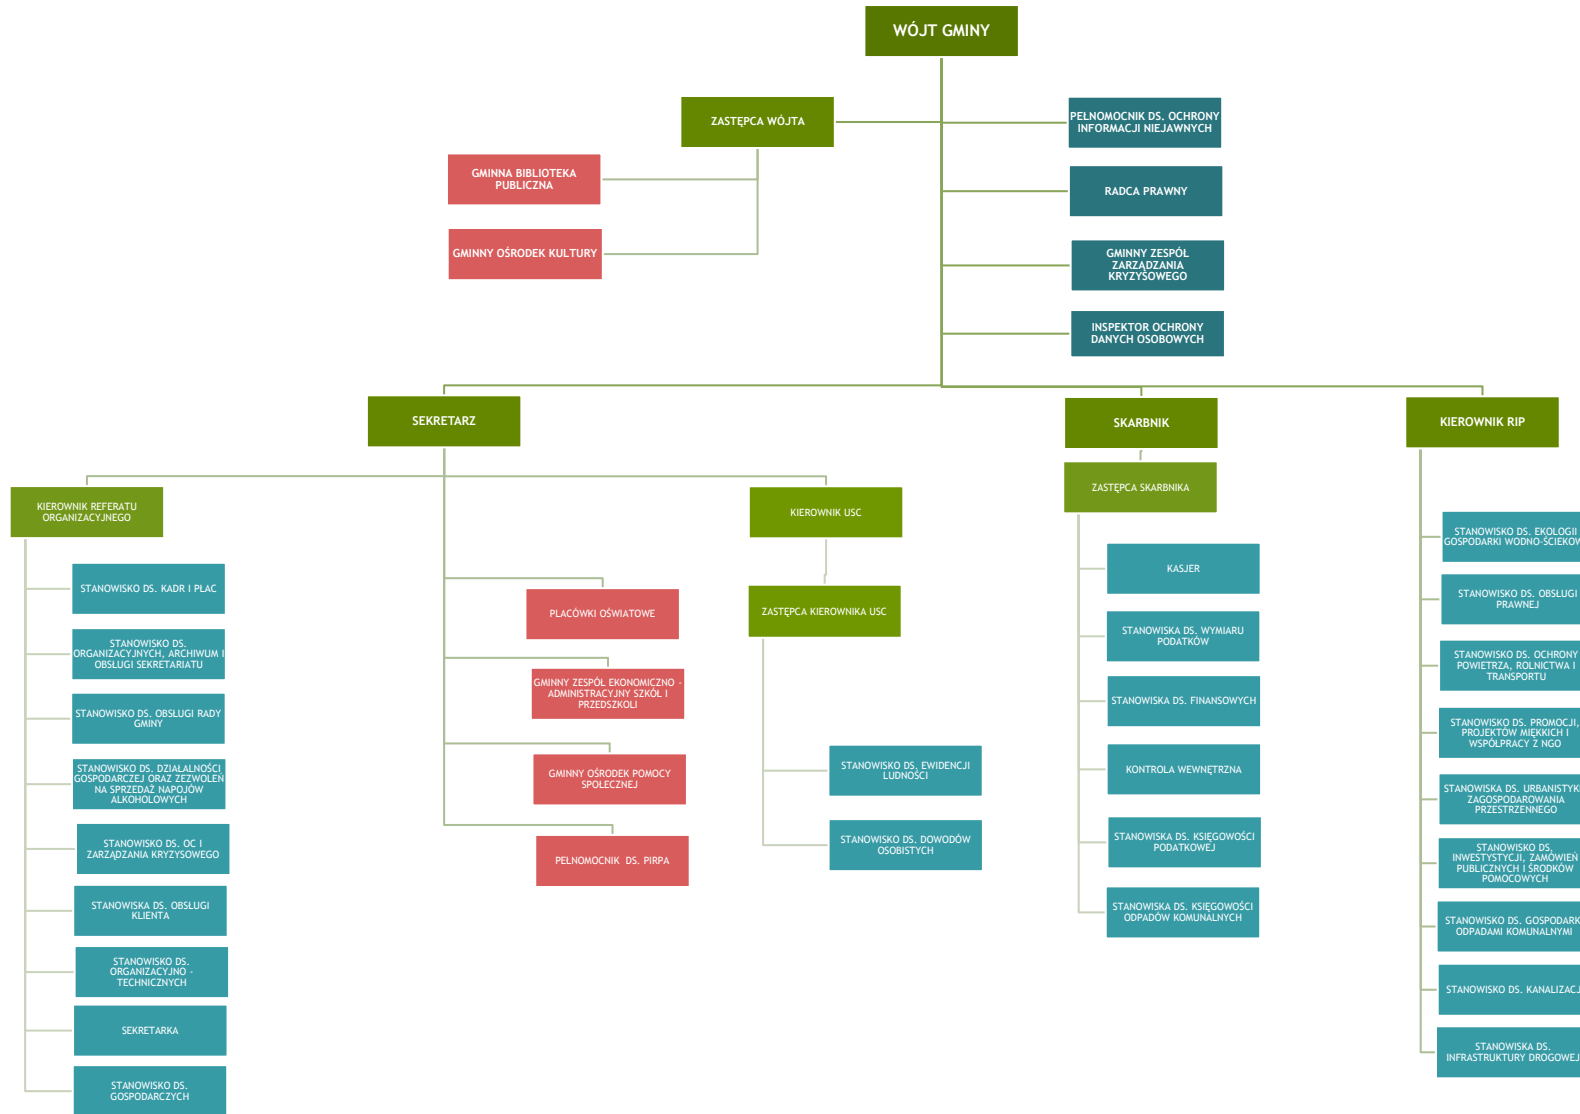 WÓJT GMINY
ZASTĘPCA WÓJTA
PEŁNOMOCNIK DS. OCHRONY
INFORMACJI NIEJAWNYCH
GMINNA BIBLIOTEKA
PUBLICZNA
RADCA PRAWNY
GMINNY OŚRODEK KULTURY
GMINNY ZESPÓŁ
ZARZĄDZANIA
KRYZYSOWEGO
INSPEKTOR OCHRONY
DANYCH OSOBOWYCH
SEKRETARZ
SKARBNIK
KIEROWNIK RIP
KIEROWNIK REFERATU
ORGANIZACYJNEGO
STANOWISKO DS. KADR I PŁAC
STANOWISKO DS.
ORGANIZACYJNYCH, ARCHIWUM I
OBSŁUGI SEKRETARIATU
STANOWISKO DS. OBSŁUGI RADY
GMINY
STANOWISKO DS. DZIAŁALNOŚCI
GOSPODARCZEJ ORAZ ZEZWOLEŃ
NA SPRZEDAŻ NAPOJÓW
ALKOHOLOWYCH
STANOWISKO DS. OC I
ZARZĄDZANIA KRYZYSOWEGO
STANOWISKA DS. OBSŁUGI
KLIENTA
STANOWISKO DS.
ORGANIZACYJNO -
TECHNICZNYCH
SEKRETARKA
STANOWISKO DS.
GOSPODARCZYCH
PLACÓWKI OŚWIATOWE
GMINNY ZESPÓŁ EKONOMICZNO -
ADMINISTRACYJNY SZKÓŁ I
PRZEDSZKOLI
GMINNY OŚRODEK POMOCY
SPOŁECZNEJ
PEŁNOMOCNIK DS. PIRPA
KIEROWNIK USC
ZASTĘPCA KIEROWNIKA USC
STANOWISKO DS. EWIDENCJI
LUDNOŚCI
STANOWISKO DS. DOWODÓW
OSOBISTYCH
ZASTĘPCA SKARBNIKA
KASJER
STANOWISKA DS. WYMIARU
PODATKÓW
STANOWISKA DS. FINANSOWYCH
KONTROLA WEWNĘTRZNA
STANOWISKA DS. KSIĘGOWOŚCI
PODATKOWEJ
STANOWISKA DS. KSIĘGOWOŚCI
ODPADÓW KOMUNALNYCH
STANOWISKO DS. EKOLOGII
GOSPODARKI
STANOWISKO DS. OBSŁUGI
PRAWNEJ
STANOWISKO DS. OCHRONY
POWIETRZA, ROLNICTWA I
TRANSPORTU
STANOWISKO DS. PROMOCJI,
PROJEKTÓW MIĘKKICH I
WSPÓŁPRACY Z NGO
STANOWISKA DS.
ZAGOSPODAROWANIA
PRZESTRZENNEGO
STANOWISKO DS.
INWESTYSTYCJI, ZAMÓWIEŃ
PUBLICZNYCH I ŚRODKÓW
POMOCOWYCH
STANOWISKO DS.
ODPADAMI KOMUNALNYMI
STANOWISKO DS.
STANOWISKA DS.
INFRASTRUKTURY DROGOWEJ